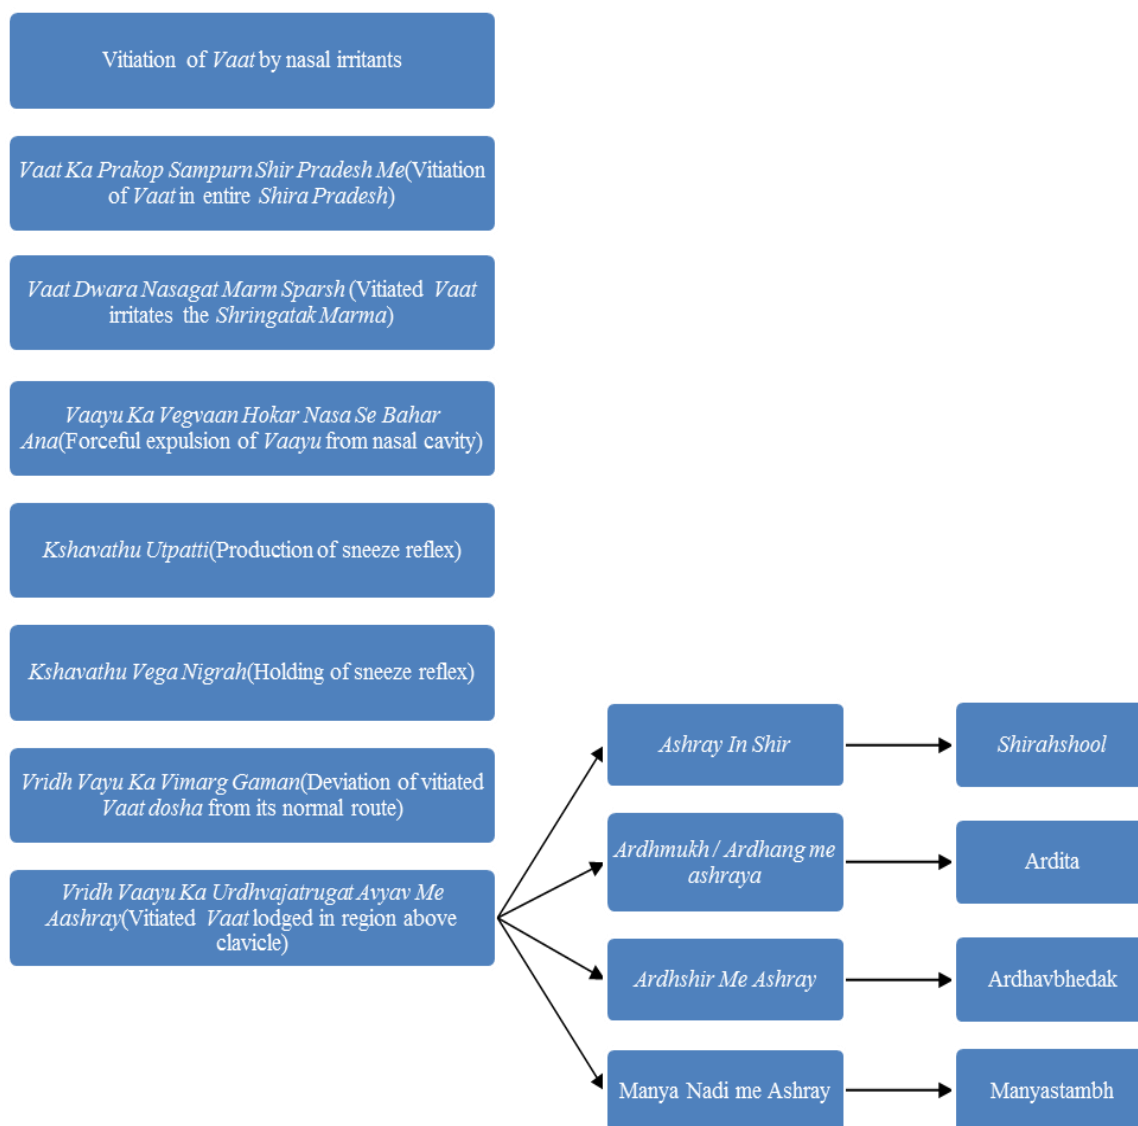 Vitiation of Vaat by nasal irritants
Vaat Ka Prakop Sampurn Shir Pradesh Me(Vitiation
of Vaat in entire Shira Pradesh)
Vaat Dwara Nasagat Marm Sparsh (Vitiated Vaat
irritates the Shringatak Marma)
Vaayu Ka Vegvaan Hokar Nasa Se Bahar
Ana(Forceful expulsion of Vaayu from nasal cavity)
Kshavathu Utpatti(Production of sneeze reflex)
Kshavathu Vega Nigrah(Holding of sneeze reflex)
Vridh Vayu Ka Vimarg Gaman(Deviation of vitiated
Vaat dosha from its normal route)
Vridh Vaayu Ka Urdhvajatrugat Avyav Me
Aashray(Vitiated Vaat lodged in region above
clavicle)
Ashray In Shir
Shirahshool
Ardhmukh / Ardhang me
ashraya
Ardita
Ardhshir Me Ashray
Ardhavbhedak
Manya Nadi me Ashray
Manyastambh